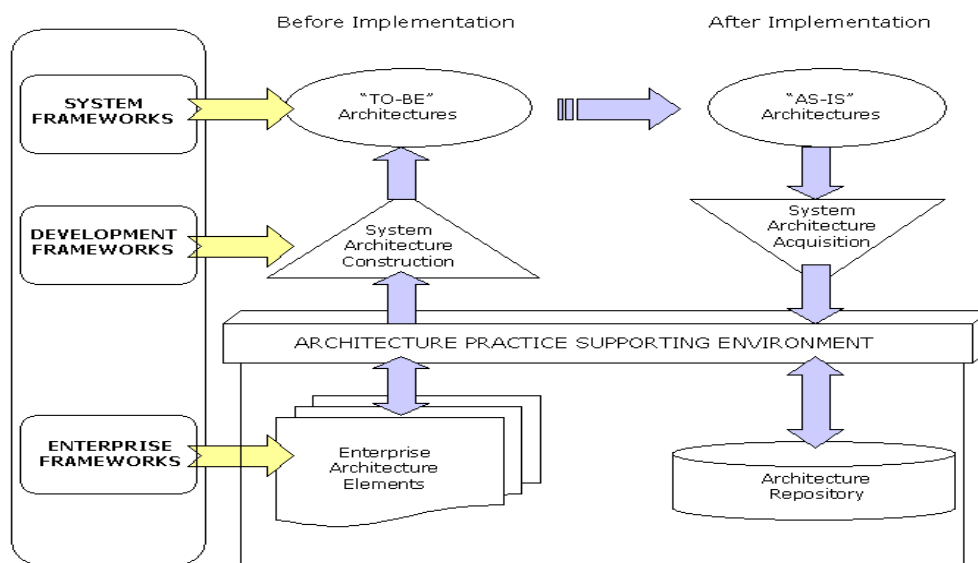 Before Implementation
After Implementation
SYSTEM
FRAMEWORKS
"TO-BE"
Architectures
"AS-IS"
Architectures
DEVELOPMENT
FRAMEWORKS
System
Architecture
Construction
System
Architecture
Acquisition
ARCHITECTURE PRACTICE SUPPORTING ENVIRONMENT
ENTERPRISE
FRAMEWORKS
Enterprise
Architecture
Elements
Architecture
Repository